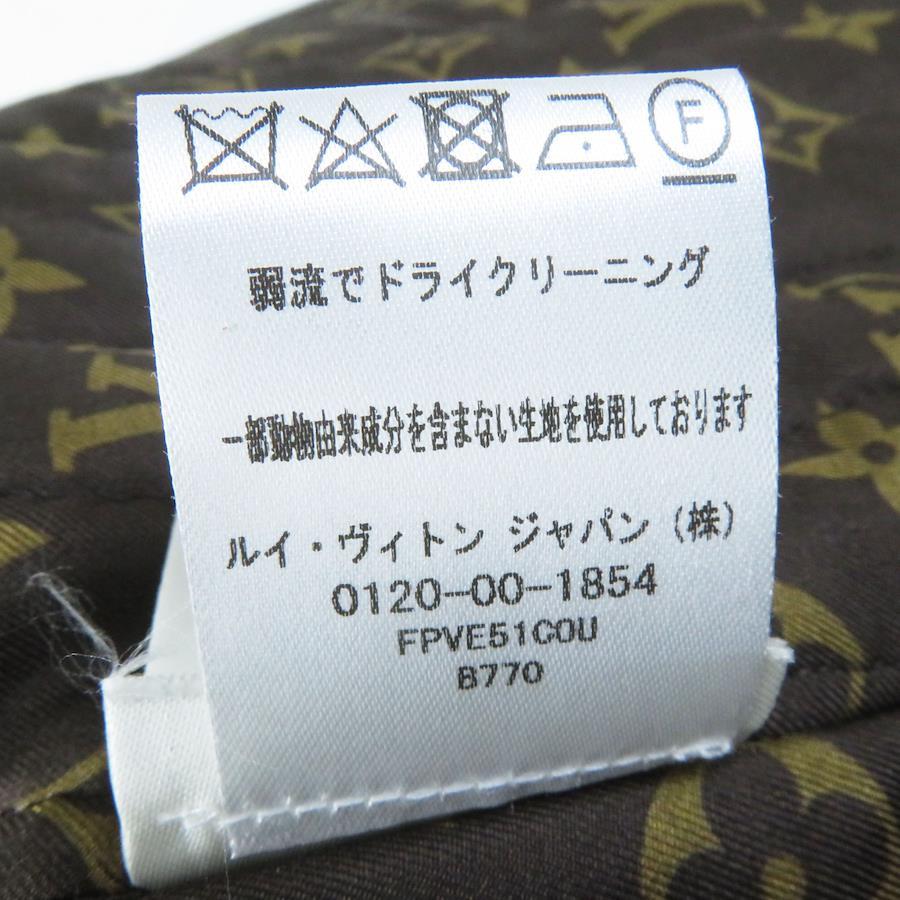 F
弱流でドライクリーニング
一部動物由来成分を含まない生地を使用しております
ルイ・ヴィトン ジャパン（株）
0120-00-1854
FPVE51COU
B770